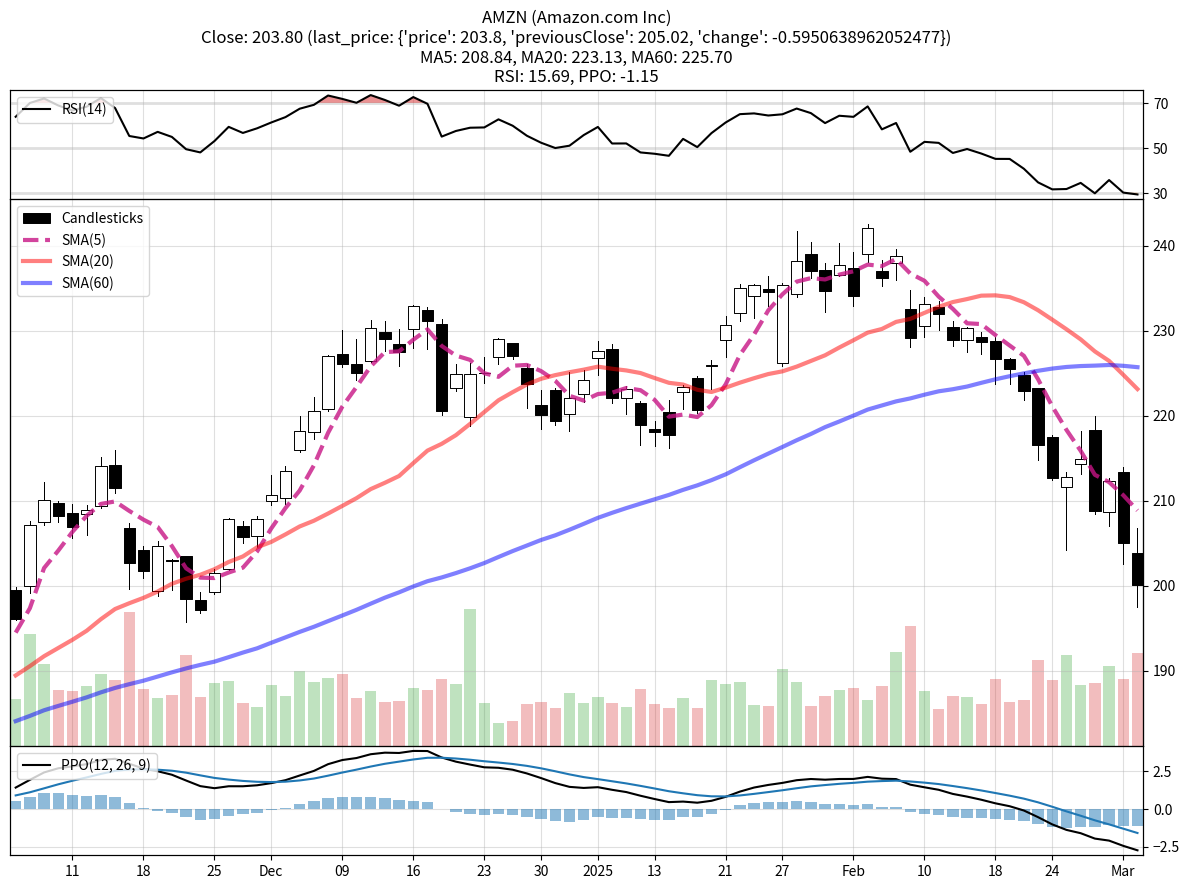 AMZN (Amazon.com Inc)
Close: 203.80 (last_price: {'price': 203.8, 'previousClose': 205.02, 'change': -0.5950638962052477})
MA5: 208.84, MA20: 223.13, MA60: 225.70
RSI: 15.69, PPO: -1.15
RSI(14)
70
50
30
Candlesticks
SMA(5)
SMA(20)
SMA(60)
240
230
220
210
200
190
PPO(12, 26, 9)
2.5
0.0
−2.5
11 18 25 Dec 09 16 23 30 2025 13 21 27 Feb 10 18 24 Mar